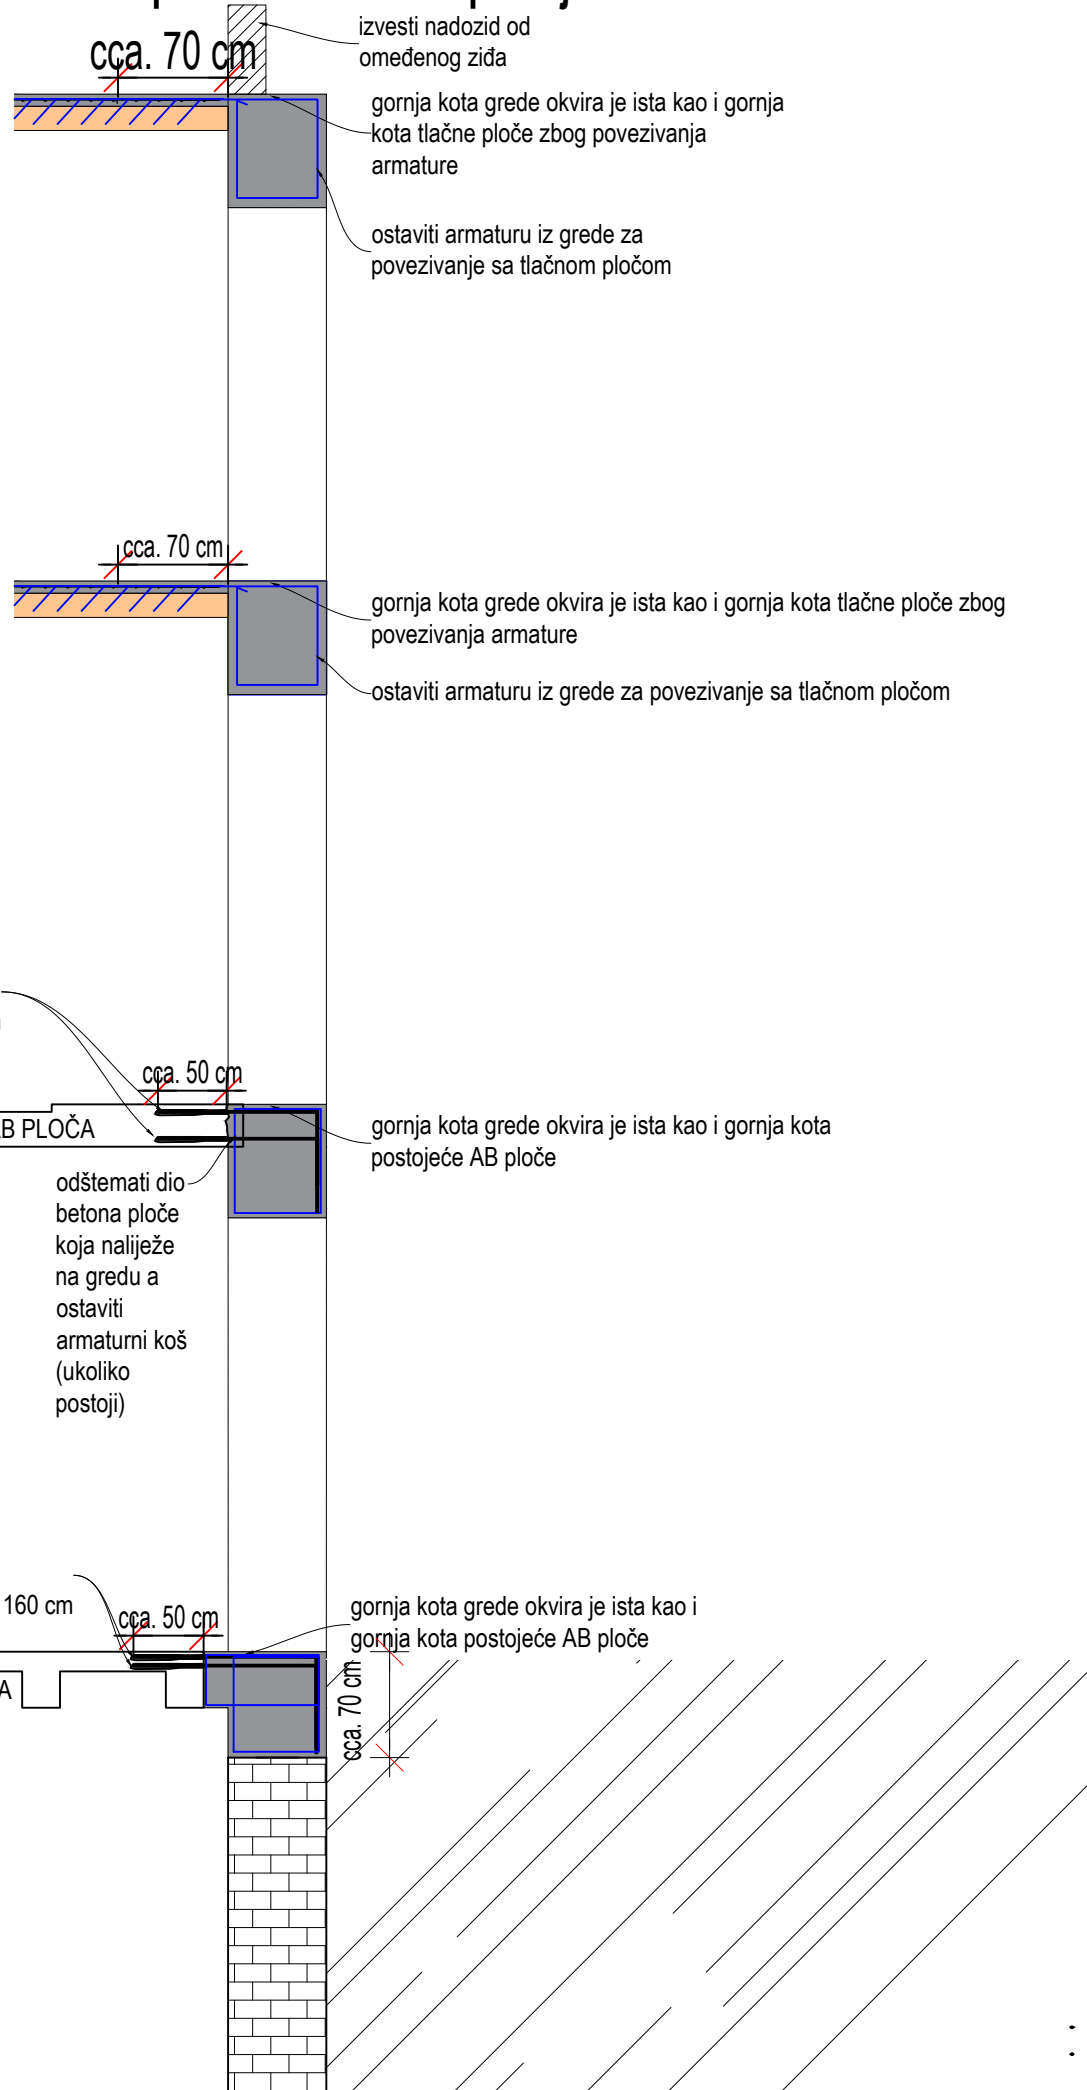 izvesti nadozid od
omeđenog ziđa
cca. 70 cm
gornja kota grede okvira je ista kao i gornja
kota tlačne ploče zbog povezivanja
armature
ostaviti armaturu iz grede za
povezivanje sa tlačnom pločom
cca. 70 cm
gornja kota grede okvira je ista kao i gornja kota tlačne ploče zbog
povezivanja armature
ostaviti armaturu iz grede za povezivanje sa tlačnom pločom
cca. 50 cm
AB PLOČA
gornja kota grede okvira je ista kao i gornja kota
postojeće AB ploče
odštemati dio
betona ploče
koja naliježe
na gredu a
ostaviti
armaturni koš
(ukoliko
postoji)
160 cm
cca. 50 cm
gornja kota grede okvira je ista kao i
gornja kota postojeće AB ploče
A
cca. 70 cm